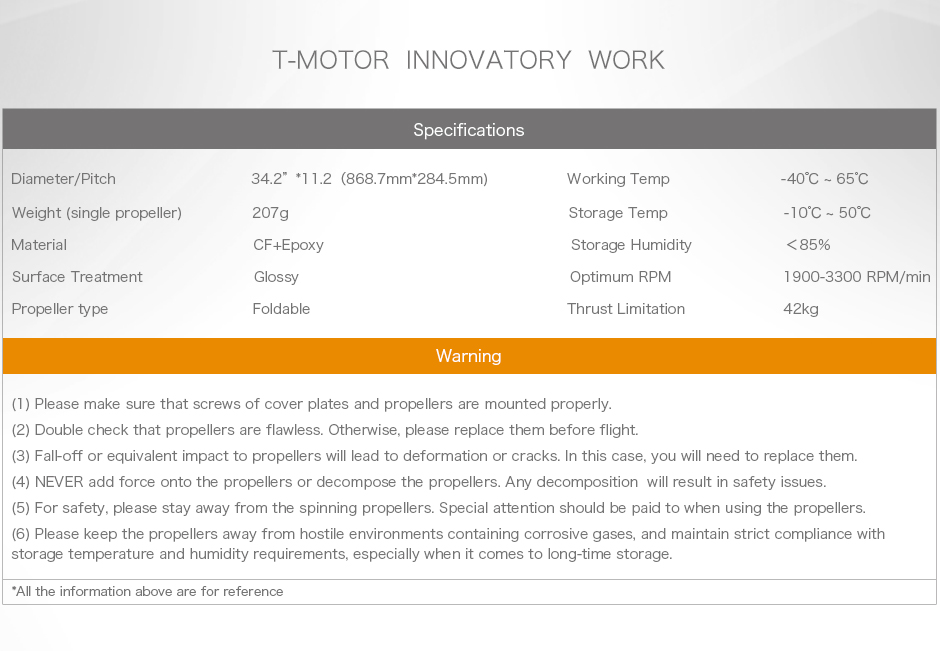 T-MOTOR INNOVATORY WORK
Specifications
Diameter/Pitch 34.2” *11.2 (868.7mm*284.5mm) Working Temp -40℃ ~ 65℃
Weight (single propeller) 207g Storage Temp -10℃ ~ 50℃
Material CF+Epoxy Storage Humidity ＜85%
Surface Treatment Glossy Optimum RPM 1900-3300 RPM/min
Propeller type Foldable Thrust Limitation 42kg
Warning
(1) Please make sure that screws of cover plates and propellers are mounted properly.
(2) Double check that propellers are flawless. Otherwise, please replace them before flight.
(3) Fall-off or equivalent impact to propellers will lead to deformation or cracks. In this case, you will need to replace them.
(4) NEVER add force onto the propellers or decompose the propellers. Any decomposition will result in safety issues.
(5) For safety, please stay away from the spinning propellers. Special attention should be paid to when using the propellers.
(6) Please keep the propellers away from hostile environments containing corrosive gases, and maintain strict compliance with
storage temperature and humidity requirements, especially when it comes to long-time storage.
*All the information above are for reference